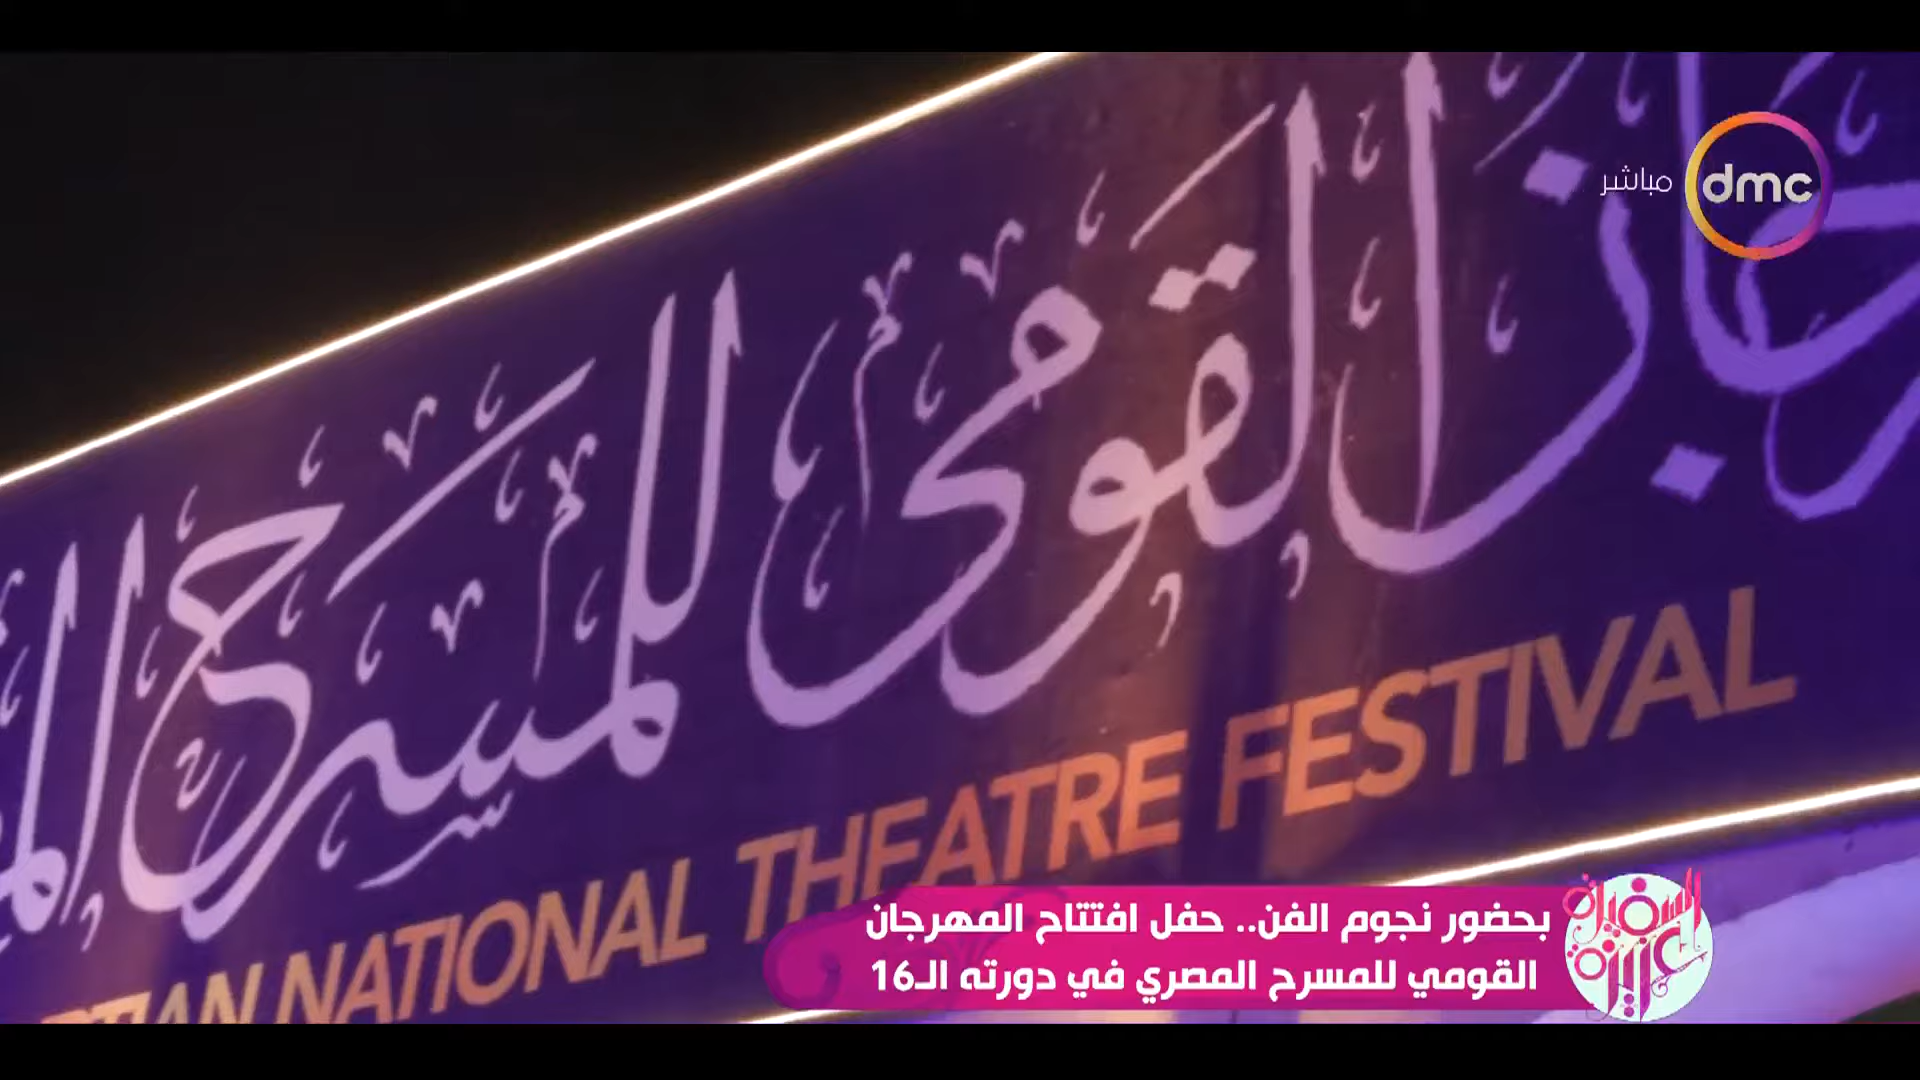 مباشر dmc
القومي للمسرح
NATIONAL THEATRE FESTIVAL
بحضور نجوم الفن.. حفل افتتاح المهرجان
القومي للمسرح المصري في دورته الـ16
السفيرة
عزيزة